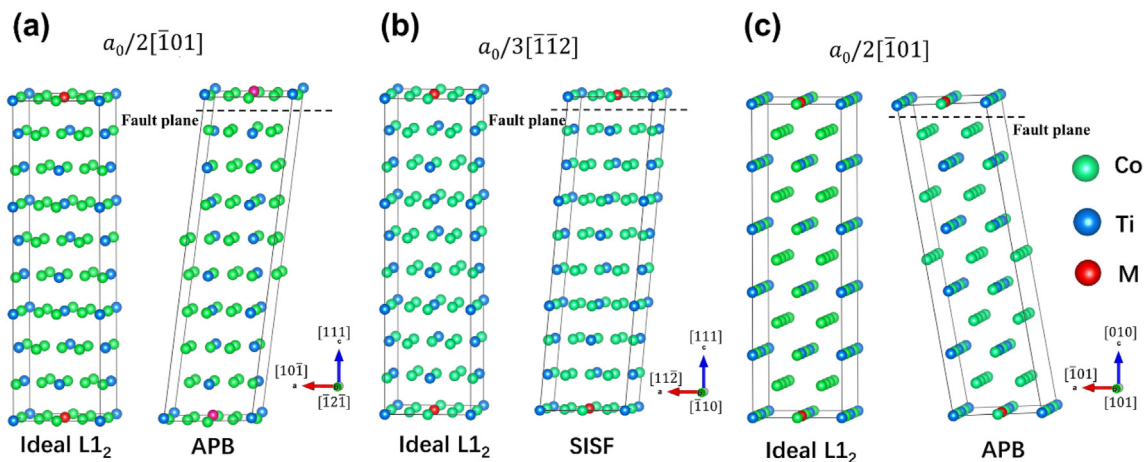 (a)
a₀/2[1̄01]
Fault plane
[111]
c
[101̄]
a
[1̄21̄]
Ideal L1₂
APB
(b)
a₀/3[1̄1̄2]
Fault plane
[111]
c
[112̄]
a
[1̄10]
Ideal L1₂
SISF
(c)
a₀/2[1̄01]
Fault plane
Co
Ti
M
[010]
c
[1̄01]
a
[101]
Ideal L1₂
APB